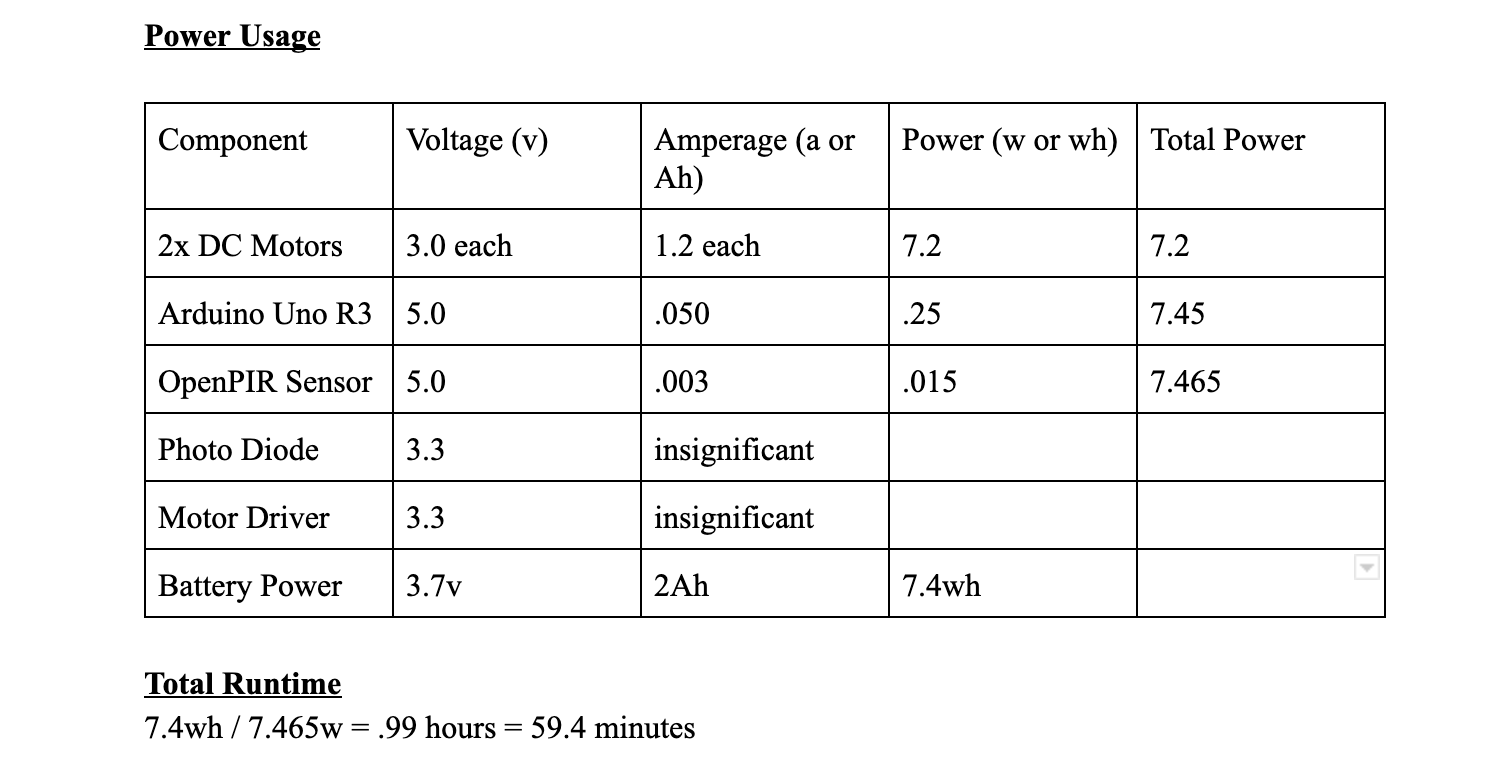 Power Usage
Component Voltage (v) Amperage (a or Ah) Power (w or wh) Total Power
2x DC Motors 3.0 each 1.2 each 7.2 7.2
Arduino Uno R3 5.0 .050 .25 7.45
OpenPIR Sensor 5.0 .003 .015 7.465
Photo Diode 3.3 insignificant
Motor Driver 3.3 insignificant
Battery Power 3.7v 2Ah 7.4wh
Total Runtime
7.4wh / 7.465w = .99 hours = 59.4 minutes